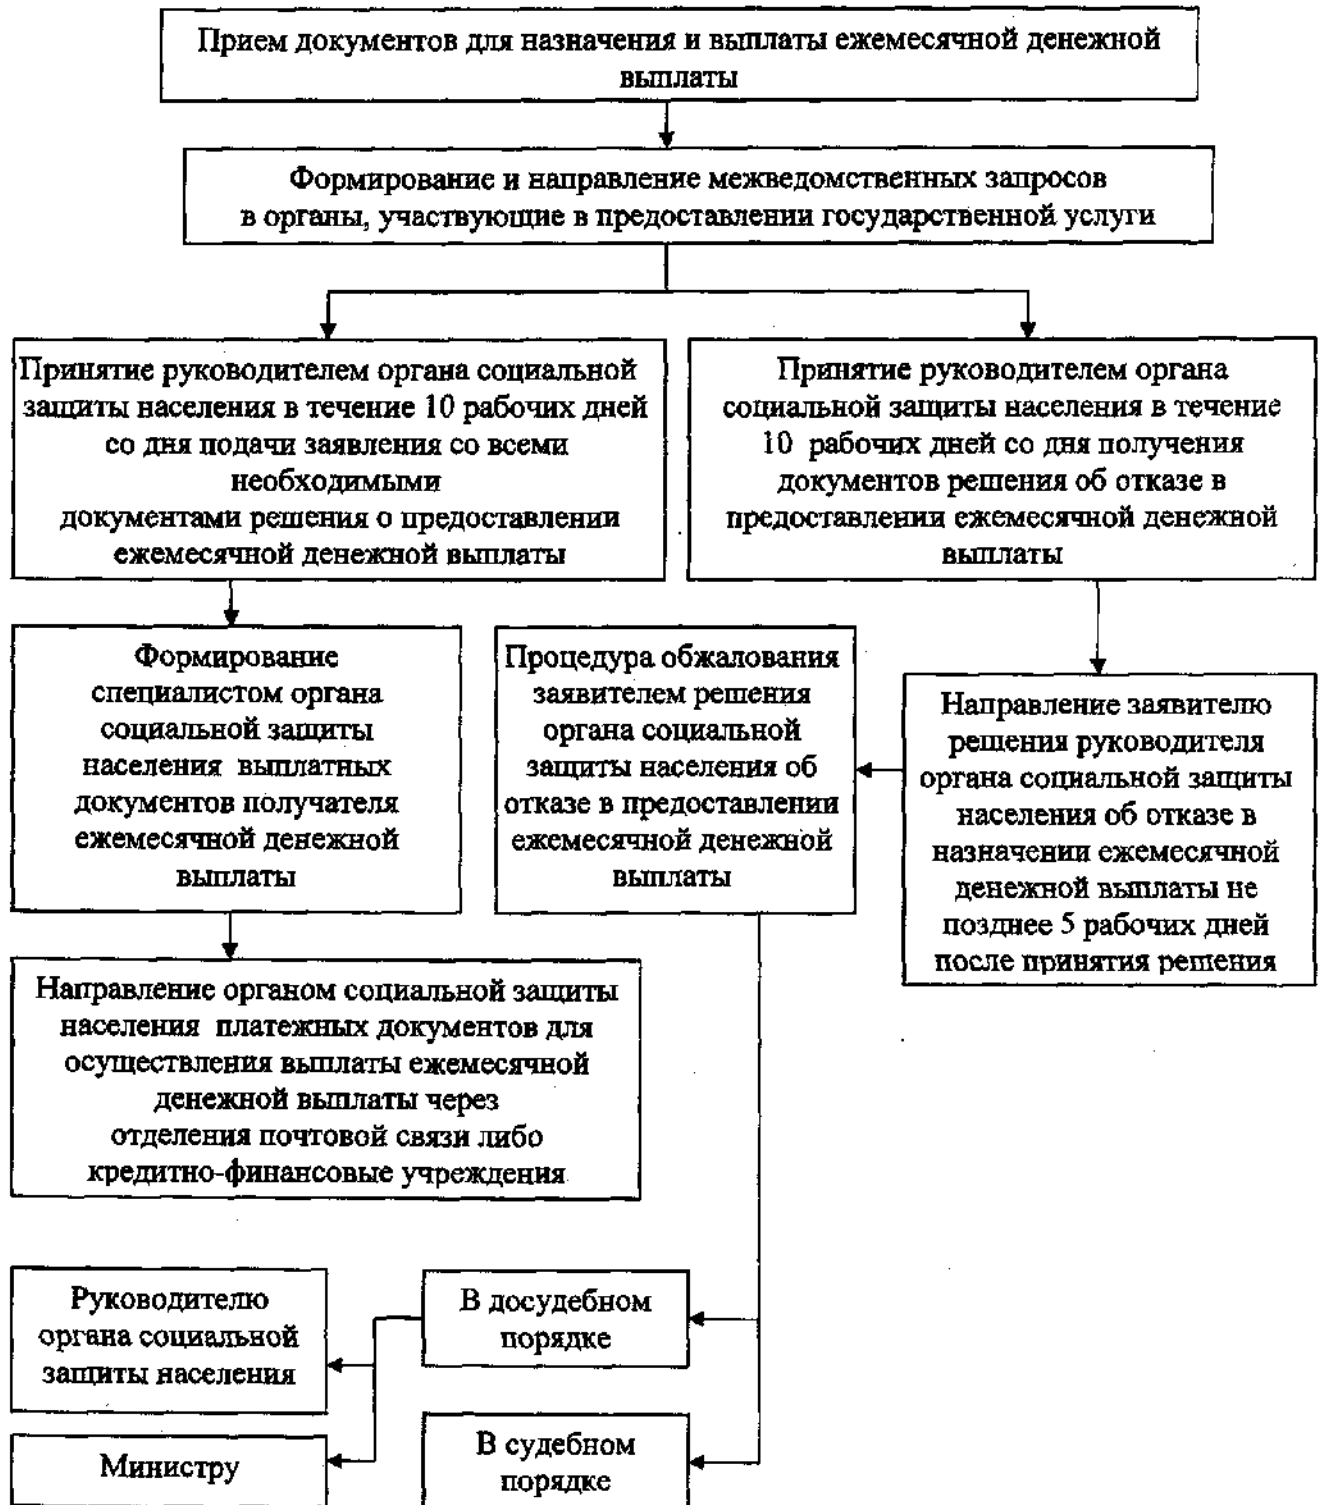 Прием документов для назначения и выплаты ежемесячной денежной
выплаты
Формирование и направление межведомственных запросов
в органы, участвующие в предоставлении государственной услуги
Принятие руководителем органа социальной
защиты населения в течение 10 рабочих дней
со дня подачи заявления со всеми
необходимыми
документами решения о предоставлении
ежемесячной денежной выплаты
Принятие руководителем органа
социальной защиты населения в течение
10 рабочих дней со дня получения
документов решения об отказе в
предоставлении ежемесячной денежной
выплаты
Формирование
специалистом органа
социальной защиты
населения выплатных
документов получателя
ежемесячной денежной
выплаты
Процедура обжалования
заявителем решения
органа социальной
защиты населения об
отказе в предоставлении
ежемесячной денежной
выплаты
Направление заявителю
решения руководителя
органа социальной защиты
населения об отказе в
назначении ежемесячной
денежной выплаты не
позднее 5 рабочих дней
после принятия решения
Направление органом социальной защиты
населения платежных документов для
осуществления выплаты ежемесячной
денежной выплаты через
отделения почтовой связи либо
кредитно-финансовые учреждения
Руководителю
органа социальной
защиты населения
В досудебном
порядке
Министру
В судебном
порядке